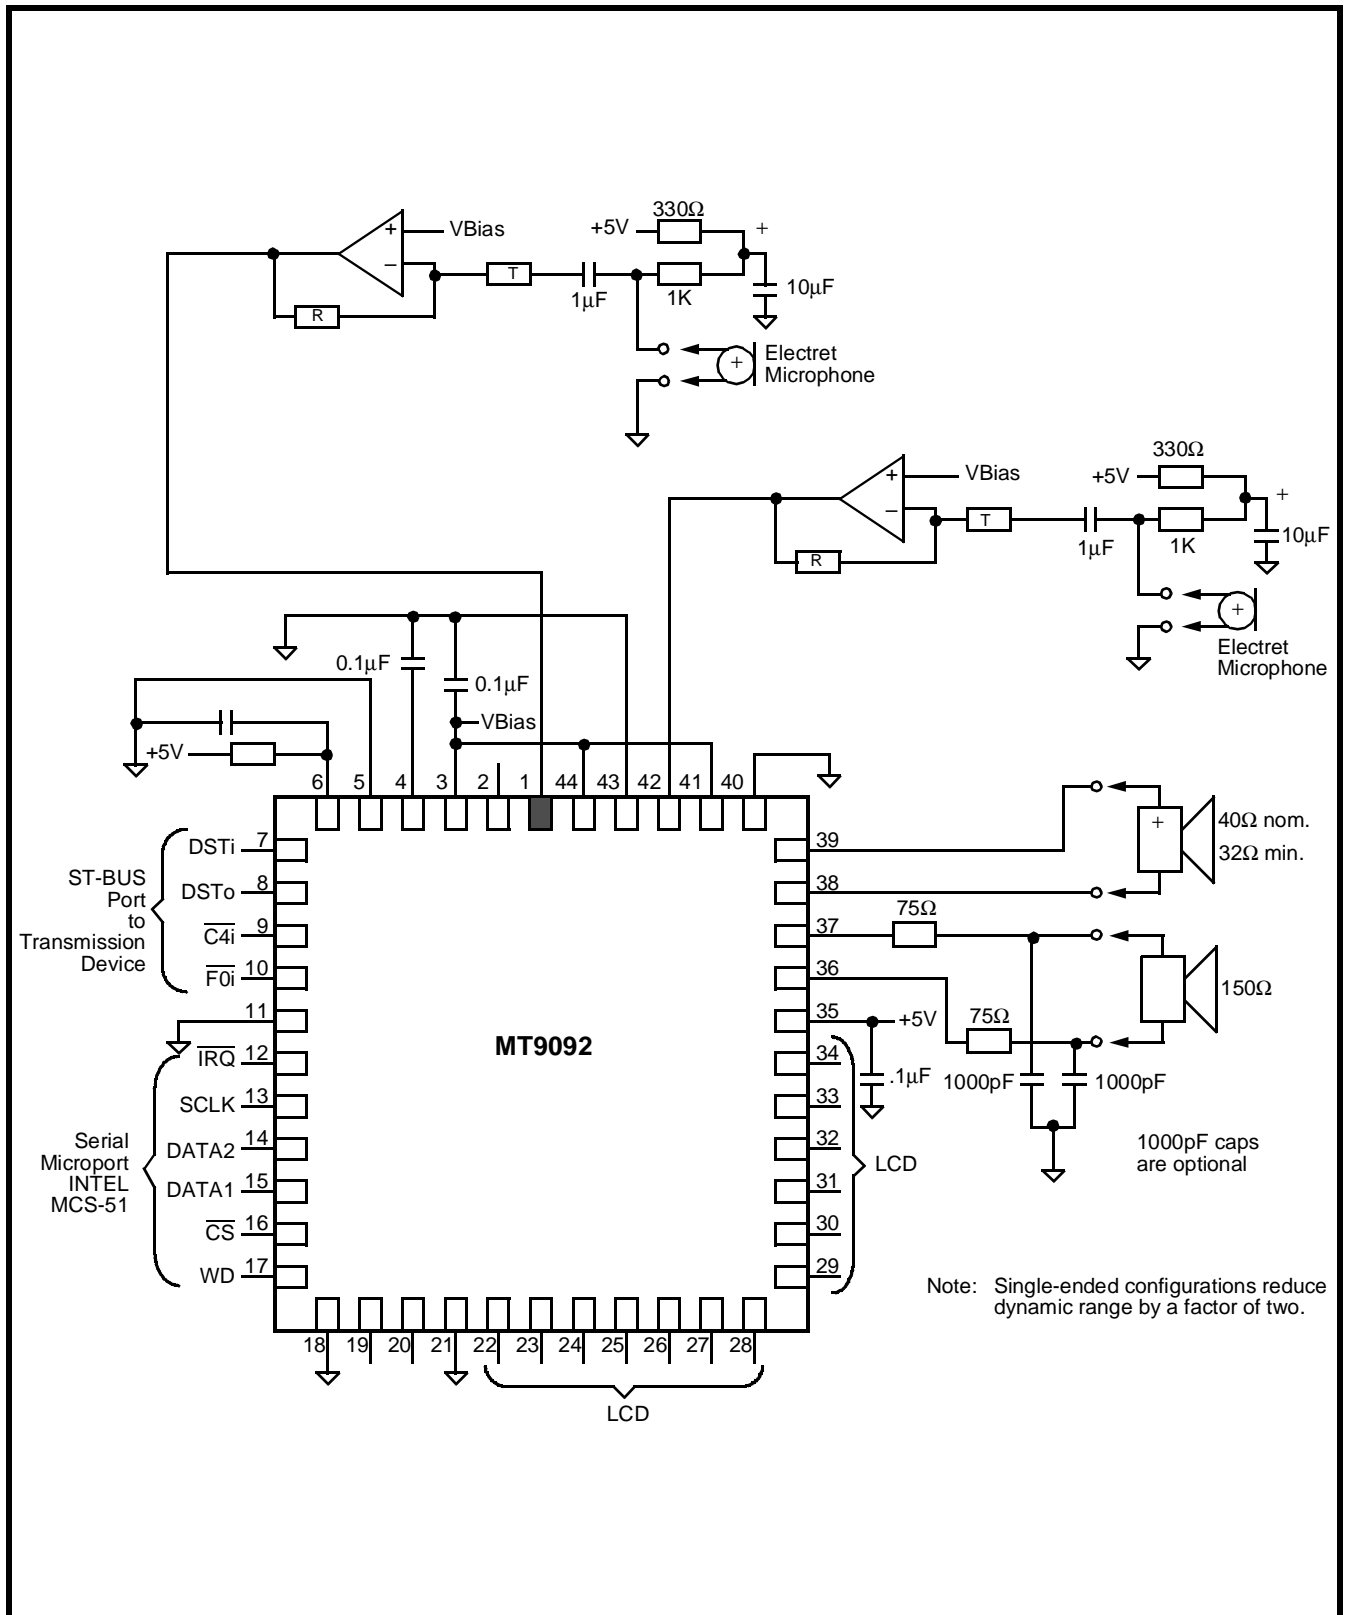 330Ω
+
+5V
+
VBias
−
T
1µF
1K
10µF
R
+
Electret
Microphone
330Ω
+
+5V
+
VBias
−
T
1µF
1K
10µF
R
+
Electret
Microphone
0.1µF
0.1µF
VBias
+5V
6 5 4 3 2 1 44 43 42 41 40
ST-BUS
Port
to
Transmission
Device
DSTi 7
DSTo 8
C̅4̅i̅ 9
F̅0̅i̅ 10
11
I̅R̅Q̅ 12
SCLK 13
DATA2 14
DATA1 15
C̅S̅ 16
WD 17
Serial
Microport
INTEL
MCS-51
MT9092
39
38
37
36
35
34
33
32
31
30
29
+
40Ω nom.
32Ω min.
75Ω
150Ω
75Ω
+5V
.1µF
1000pF
1000pF
LCD
1000pF caps
are optional
Note: Single-ended configurations reduce
dynamic range by a factor of two.
18 19 20 21 22 23 24 25 26 27 28
LCD